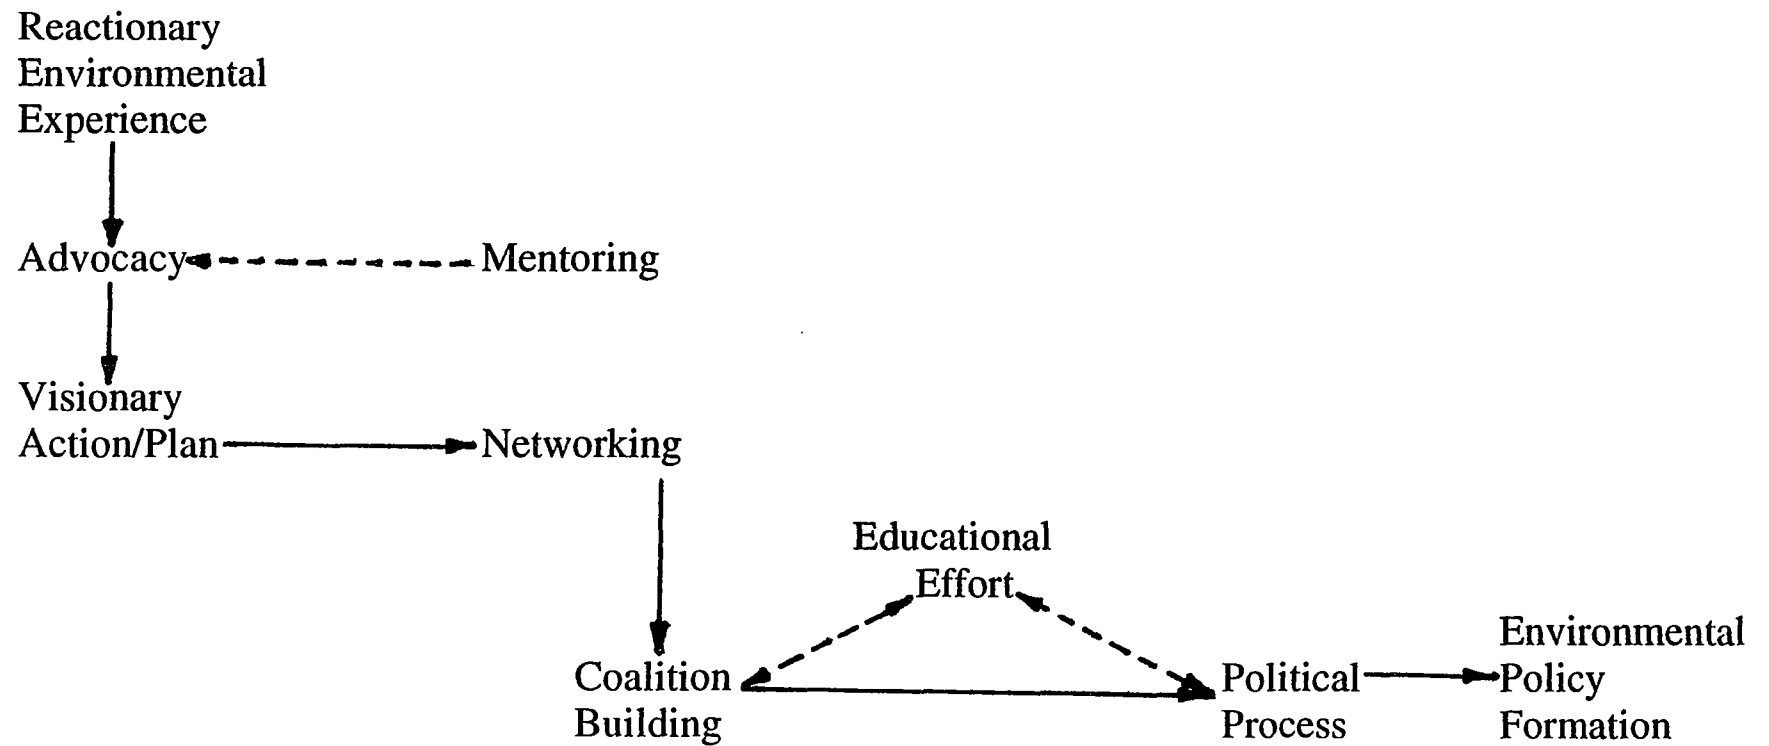 Reactionary
Environmental
Experience
Advocacy
Mentoring
Visionary
Action/Plan
Networking
Educational
Effort
Coalition
Building
Political
Process
Environmental
Policy
Formation